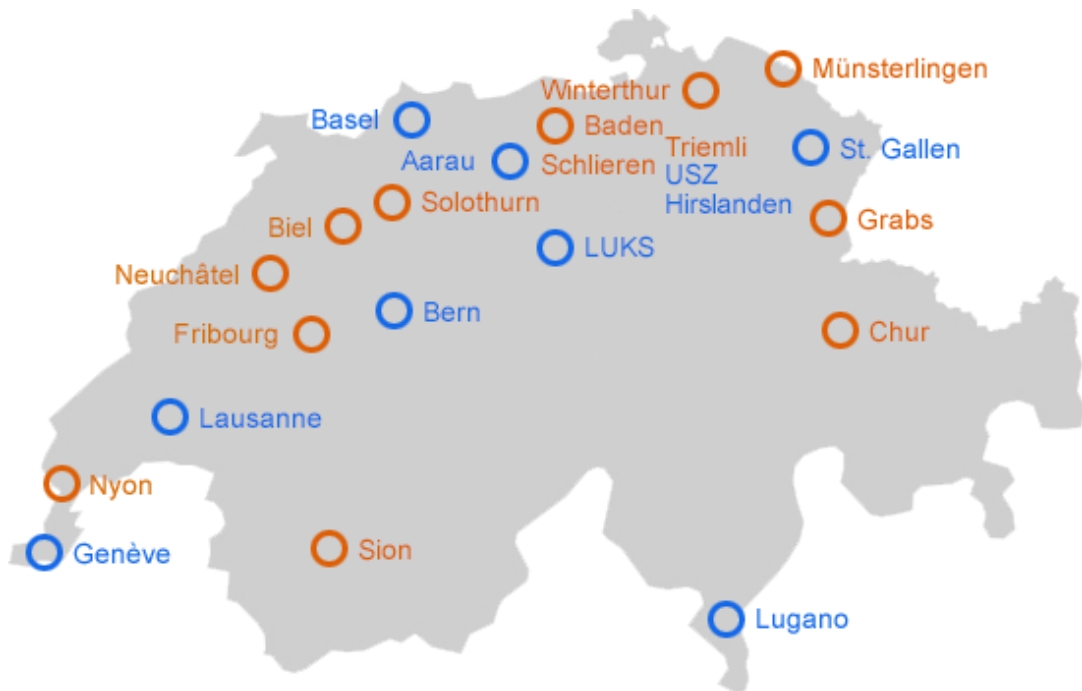 Münsterlingen
Winterthur
Basel
Baden
Triemli
St. Gallen
Aarau
Schlieren
USZ
Hirslanden
Solothurn
Grabs
Biel
LUKS
Neuchâtel
Bern
Fribourg
Chur
Lausanne
Nyon
Genève
Sion
Lugano